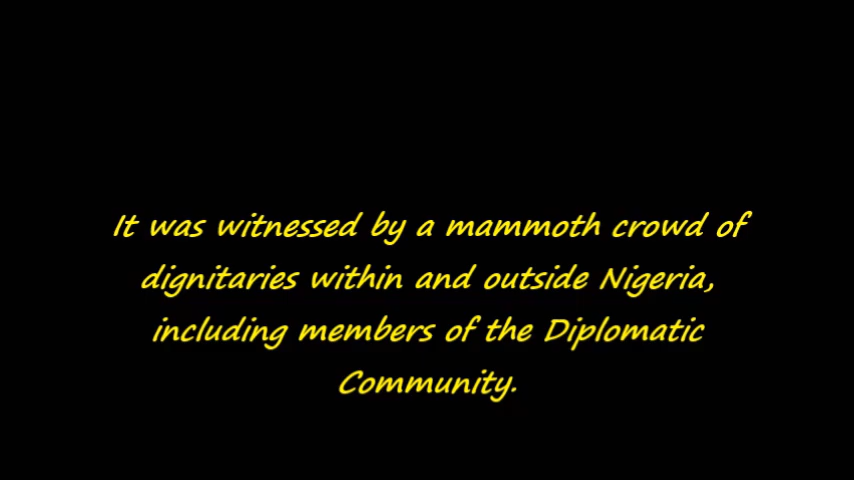 It was witnessed by a mammoth crowd of
dignitaries within and outside Nigeria,
including members of the Diplomatic
Community.